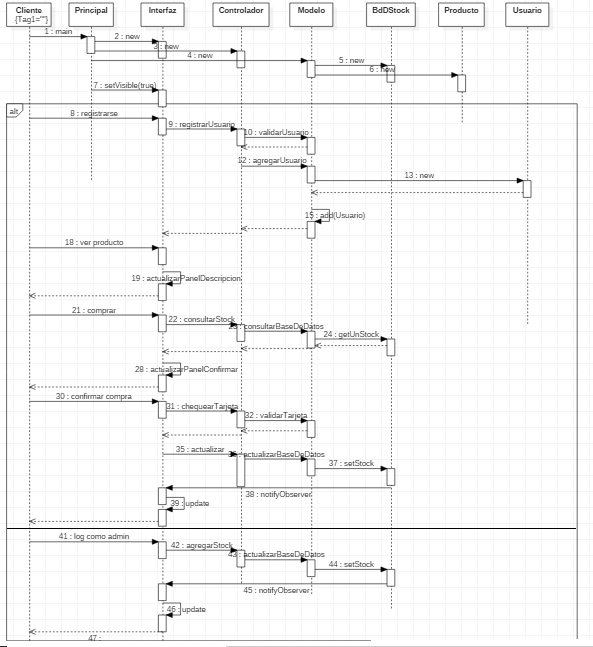 Cliente
{Tag1=""}
Principal
Interfaz
Controlador
Modelo
BdDStock
Producto
Usuario
1 : main
2 : new
3 : new
4 : new
5 : new
6 : new
7 : setVisible(true)
alt
8 : registrarse
9 : registrarUsuario
10 : validarUsuario
12 : agregarUsuario
13 : new
15 : add(Usuario)
18 : ver producto
19 : actualizarPanelDescripcion
21 : comprar
22 : consultarStock
23 : consultarBaseDeDatos
24 : getUnStock
28 : actualizarPanelConfirmar
30 : confirmar compra
31 : chequearTarjeta
32 : validarTarjeta
35 : actualizar
36 : actualizarBaseDeDatos
37 : setStock
38 : notifyObserver
39 : update
41 : log como admin
42 : agregarStock
43 : actualizarBaseDeDatos
44 : setStock
45 : notifyObserver
46 : update
47 :